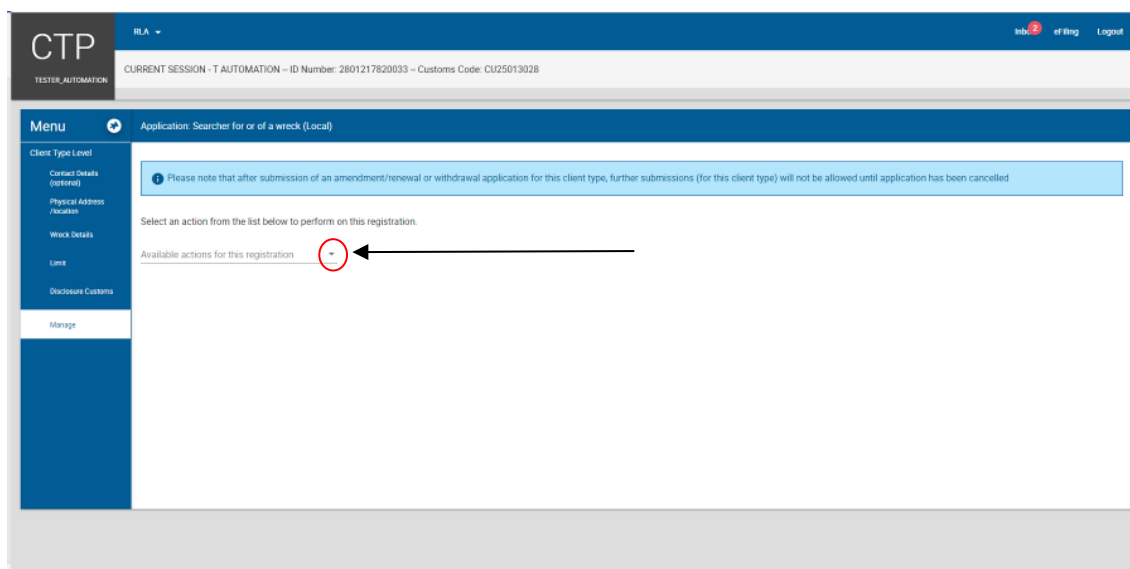 CTP
TESTER_AUTOMATION
RLA
Inbox 2 eFiling Logout
CURRENT SESSION - T AUTOMATION – ID Number: 2801217820033 – Customs Code: CU25013028
Menu
Application: Searcher for or of a wreck (Local)
Client Type Level
Contact Details
(optional)
Physical Address
/location
Wreck Details
Limit
Disclosure Customs
Manage
Please note that after submission of an amendment/renewal or withdrawal application for this client type, further submissions (for this client type) will not be allowed until application has been cancelled
Select an action from the list below to perform on this registration.
Available actions for this registration